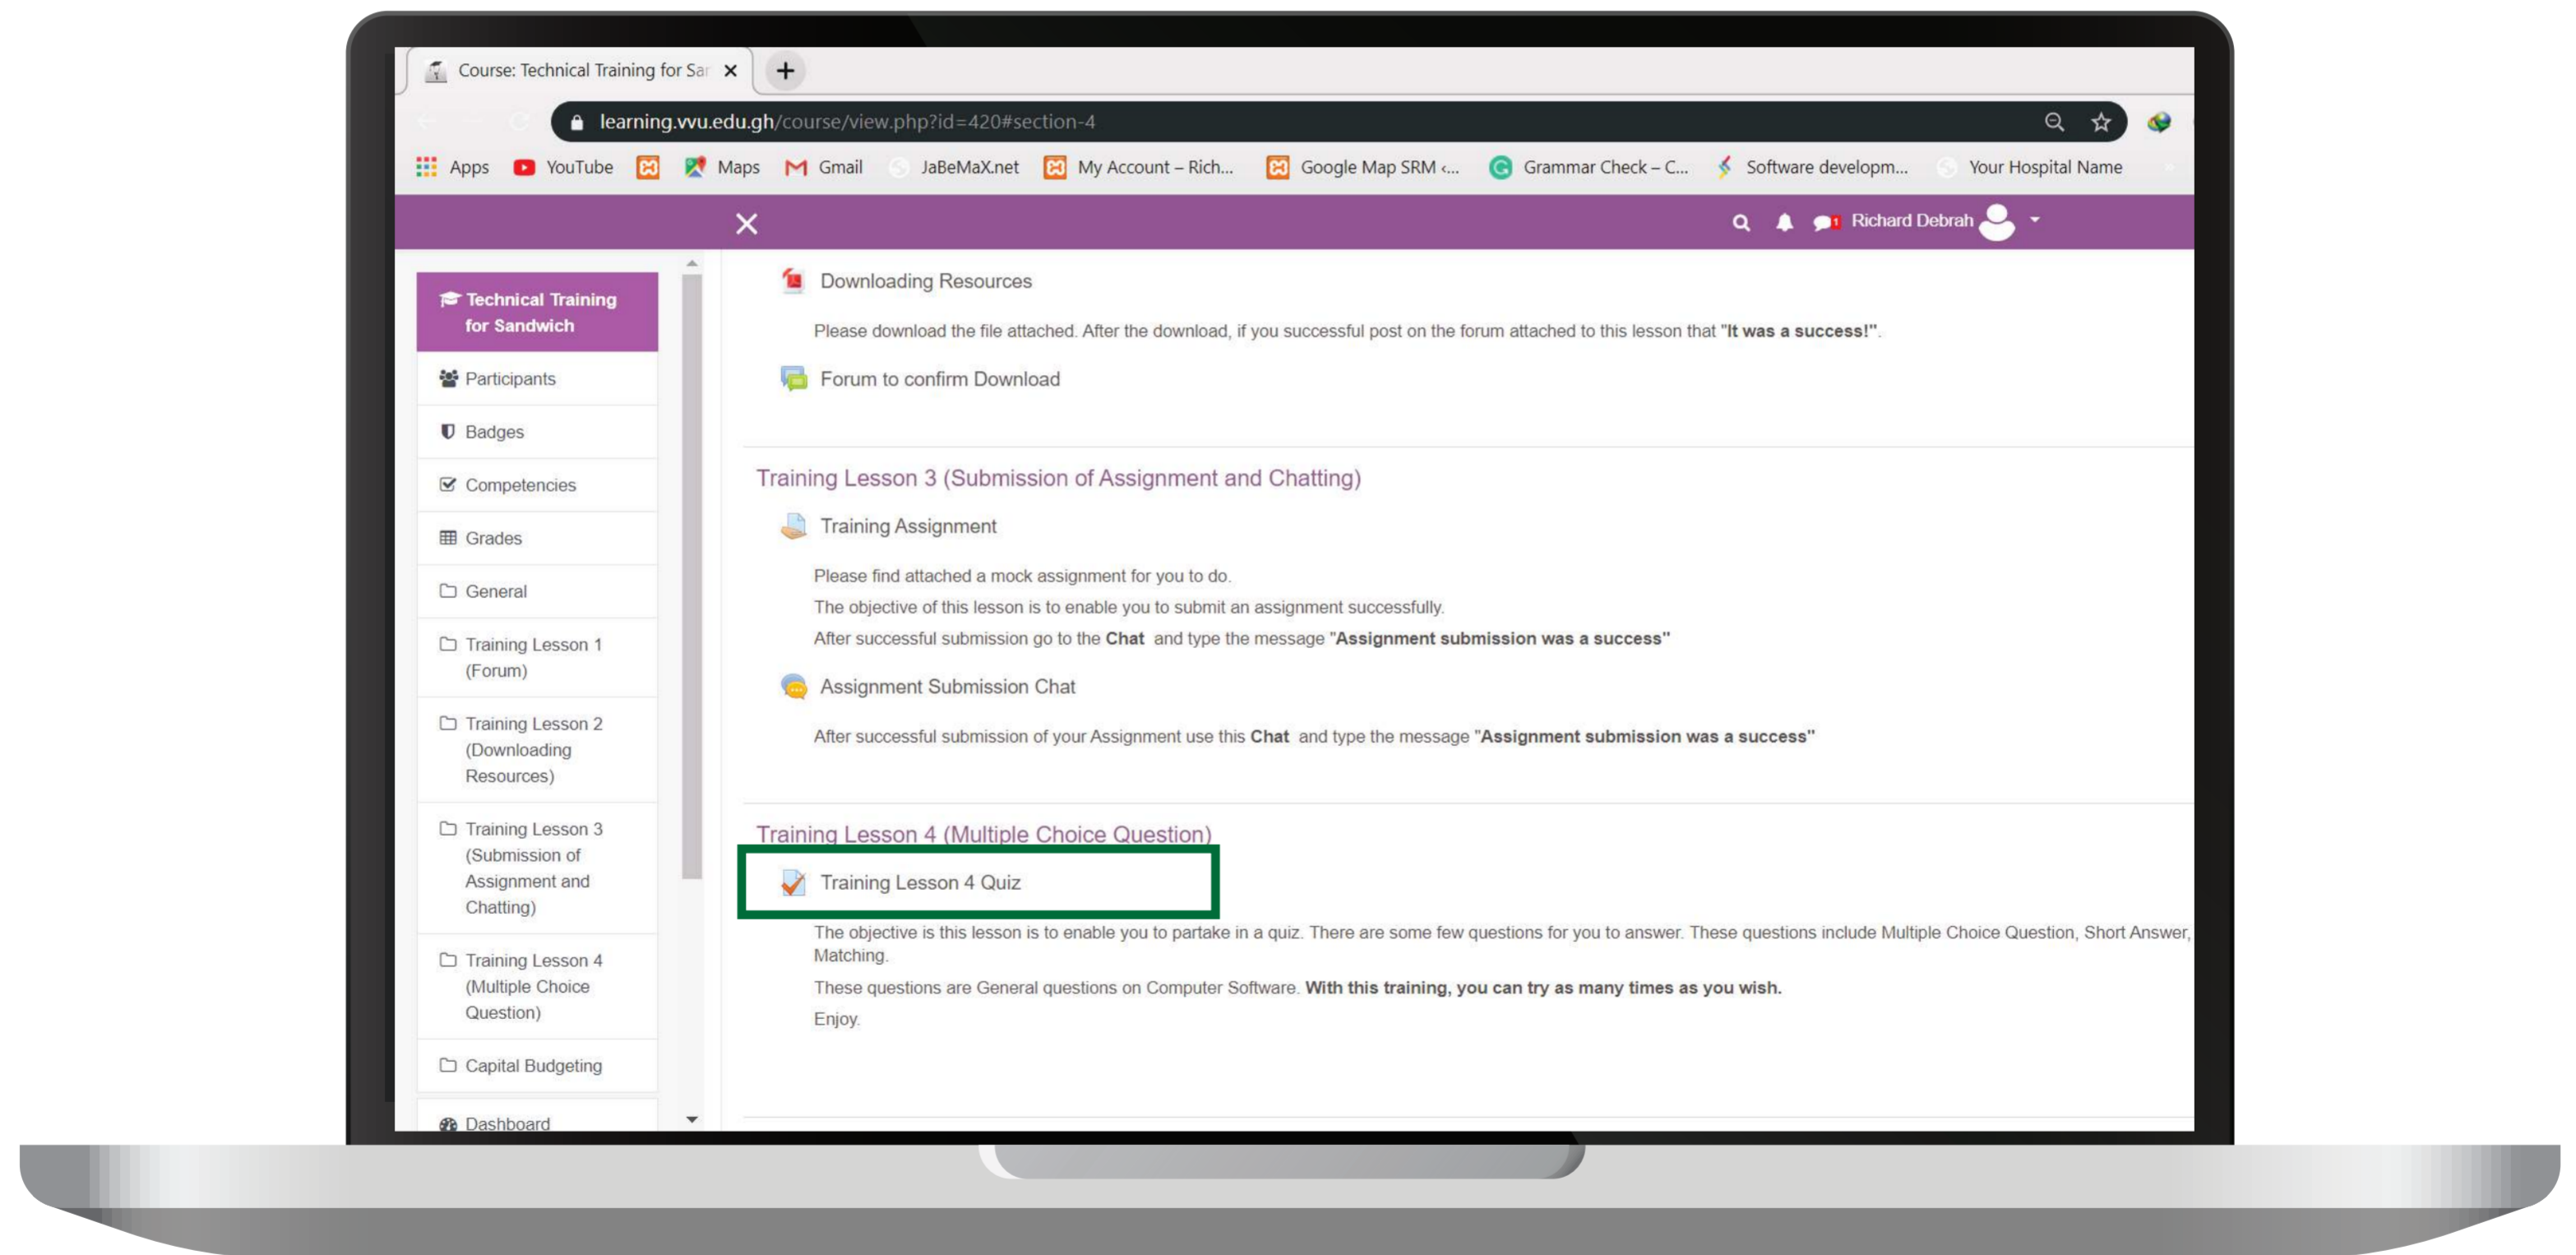 Course: Technical Training for Sar
learning.vvu.edu.gh/course/view.php?id=420#section-4
Apps YouTube Maps Gmail JaBeMaX.net My Account – Rich... Google Map SRM ‹... Grammar Check – C... Software developm... Your Hospital Name
1 Richard Debrah
Technical Training
for Sandwich
Participants
Badges
Competencies
Grades
General
Training Lesson 1
(Forum)
Training Lesson 2
(Downloading
Resources)
Training Lesson 3
(Submission of
Assignment and
Chatting)
Training Lesson 4
(Multiple Choice
Question)
Capital Budgeting
Dashboard
Downloading Resources
Please download the file attached. After the download, if you successful post on the forum attached to this lesson that "It was a success!".
Forum to confirm Download
Training Lesson 3 (Submission of Assignment and Chatting)
Training Assignment
Please find attached a mock assignment for you to do.
The objective of this lesson is to enable you to submit an assignment successfully.
After successful submission go to the Chat and type the message "Assignment submission was a success"
Assignment Submission Chat
After successful submission of your Assignment use this Chat and type the message "Assignment submission was a success"
Training Lesson 4 (Multiple Choice Question)
Training Lesson 4 Quiz
The objective is this lesson is to enable you to partake in a quiz. There are some few questions for you to answer. These questions include Multiple Choice Question, Short Answer,
Matching.
These questions are General questions on Computer Software. With this training, you can try as many times as you wish.
Enjoy.